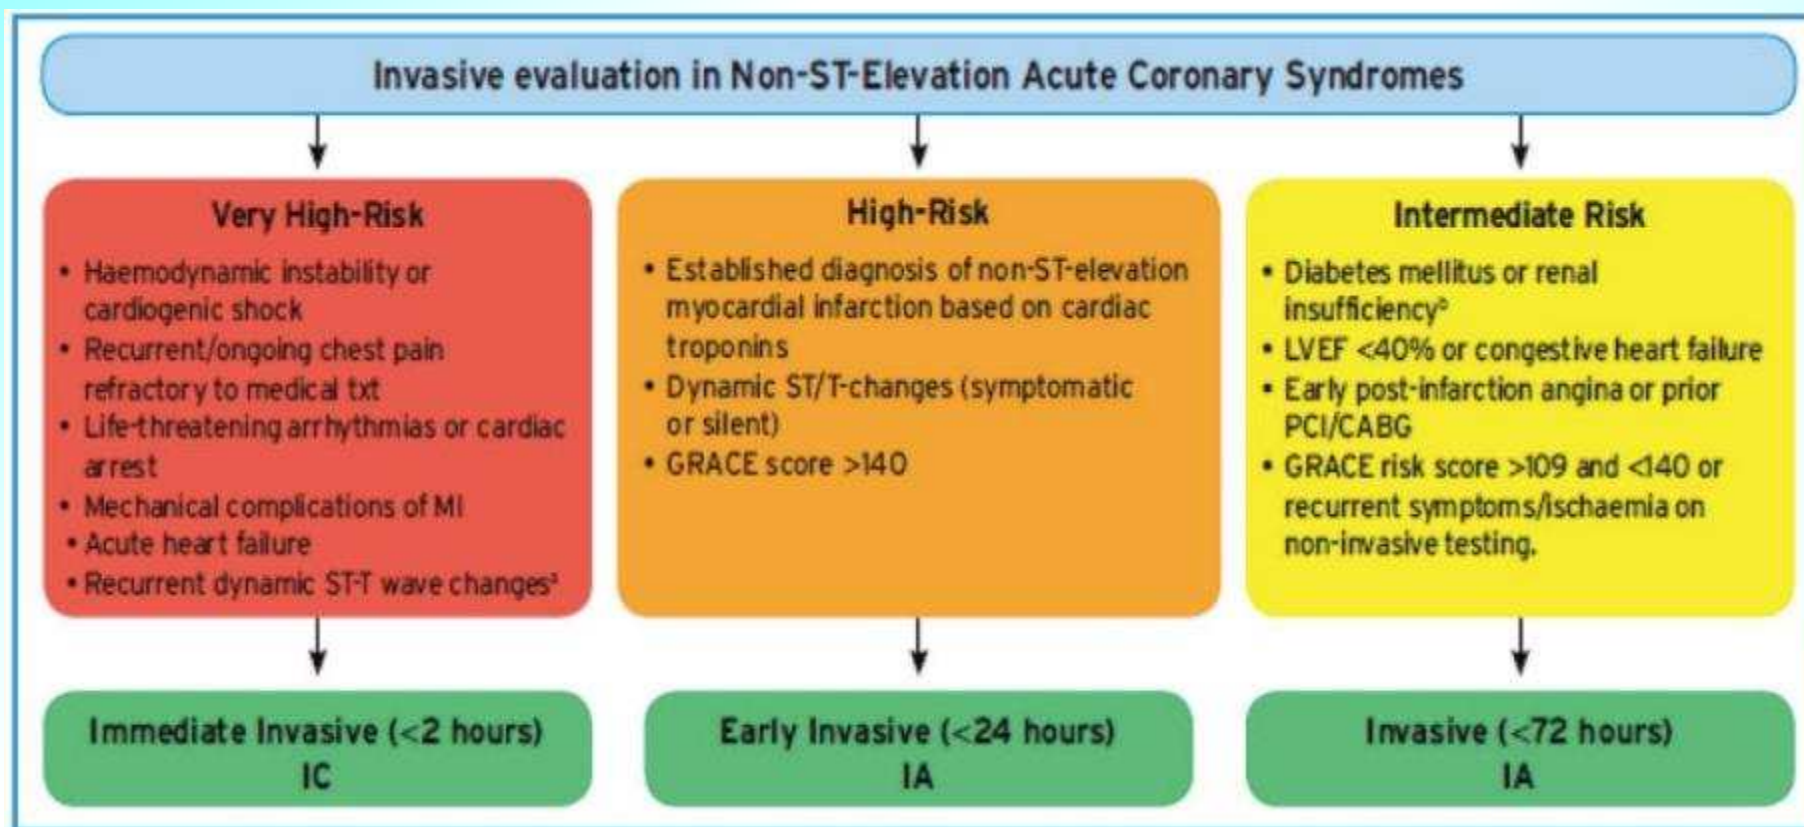 Invasive evaluation in Non-ST-Elevation Acute Coronary Syndromes
Very High-Risk
• Haemodynamic instability or
cardiogenic shock
• Recurrent/ongoing chest pain
refractory to medical txt
• Life-threatening arrhythmias or cardiac
arrest
• Mechanical complications of MI
• Acute heart failure
• Recurrent dynamic ST-T wave changesᵃ
Immediate Invasive (<2 hours)
IC
High-Risk
• Established diagnosis of non-ST-elevation
myocardial infarction based on cardiac
troponins
• Dynamic ST/T-changes (symptomatic
or silent)
• GRACE score >140
Early Invasive (<24 hours)
IA
Intermediate Risk
• Diabetes mellitus or renal
insufficiencyᵇ
• LVEF <40% or congestive heart failure
• Early post-infarction angina or prior
PCI/CABG
• GRACE risk score >109 and <140 or
recurrent symptoms/ischaemia on
non-invasive testing.
Invasive (<72 hours)
IA